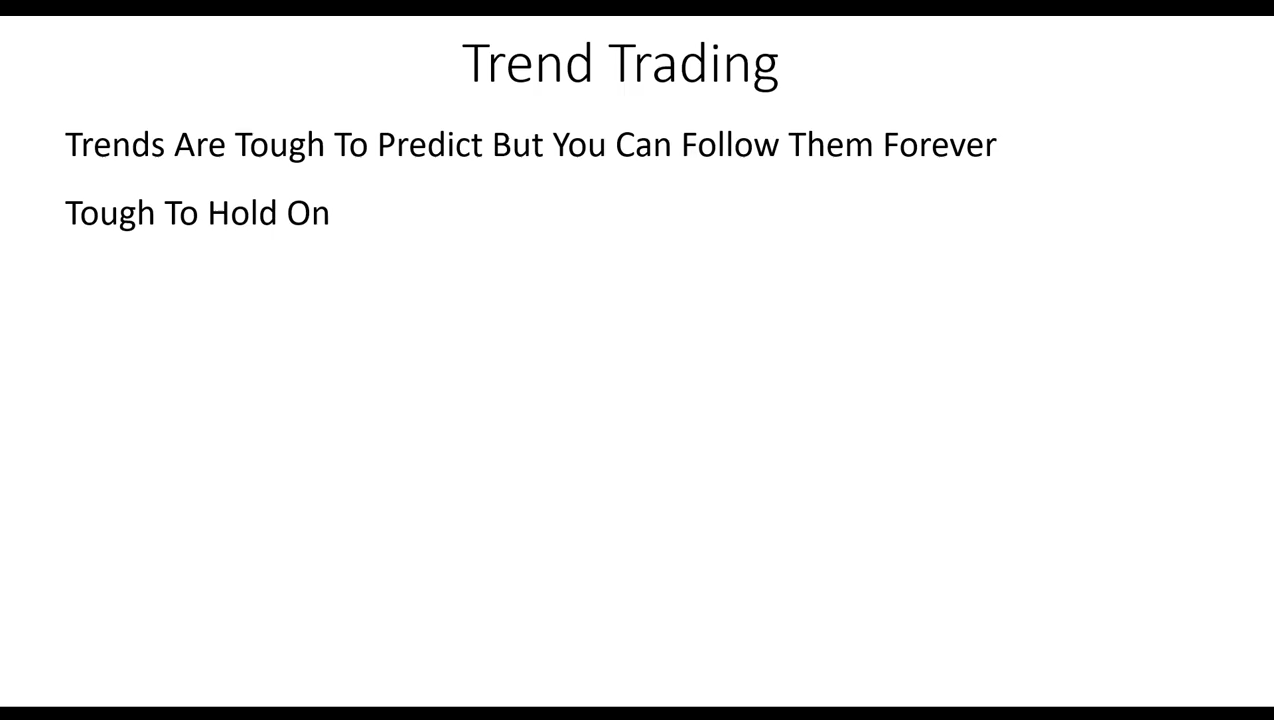 Trend Trading
Trends Are Tough To Predict But You Can Follow Them Forever
Tough To Hold On